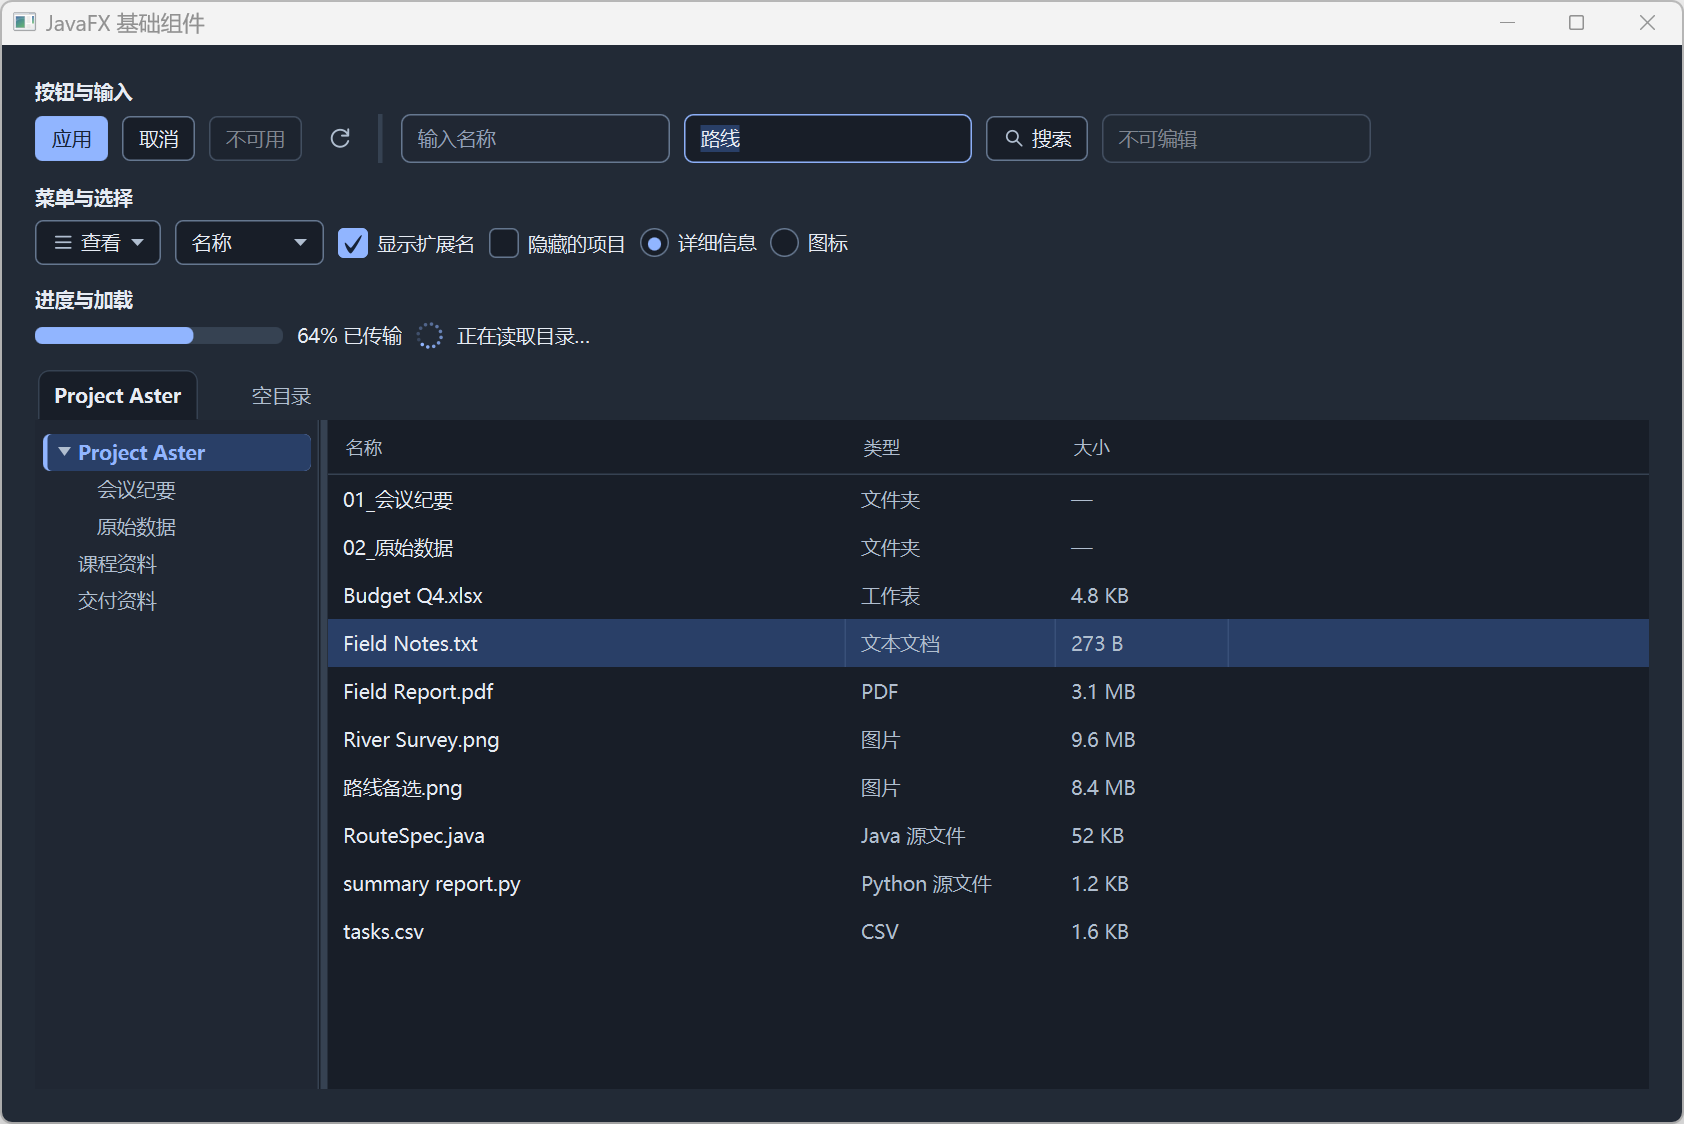 JavaFX 基础组件
按钮与输入
应用 取消 不可用 输入名称 路线 搜索 不可编辑
菜单与选择
查看 名称 显示扩展名 隐藏的项目 详细信息 图标
进度与加载
64% 已传输 正在读取目录...
Project Aster 空目录
Project Aster
会议纪要
原始数据
课程资料
交付资料
名称 类型 大小
01_会议纪要 文件夹 —
02_原始数据 文件夹 —
Budget Q4.xlsx 工作表 4.8 KB
Field Notes.txt 文本文档 273 B
Field Report.pdf PDF 3.1 MB
River Survey.png 图片 9.6 MB
路线备选.png 图片 8.4 MB
RouteSpec.java Java 源文件 52 KB
summary report.py Python 源文件 1.2 KB
tasks.csv CSV 1.6 KB